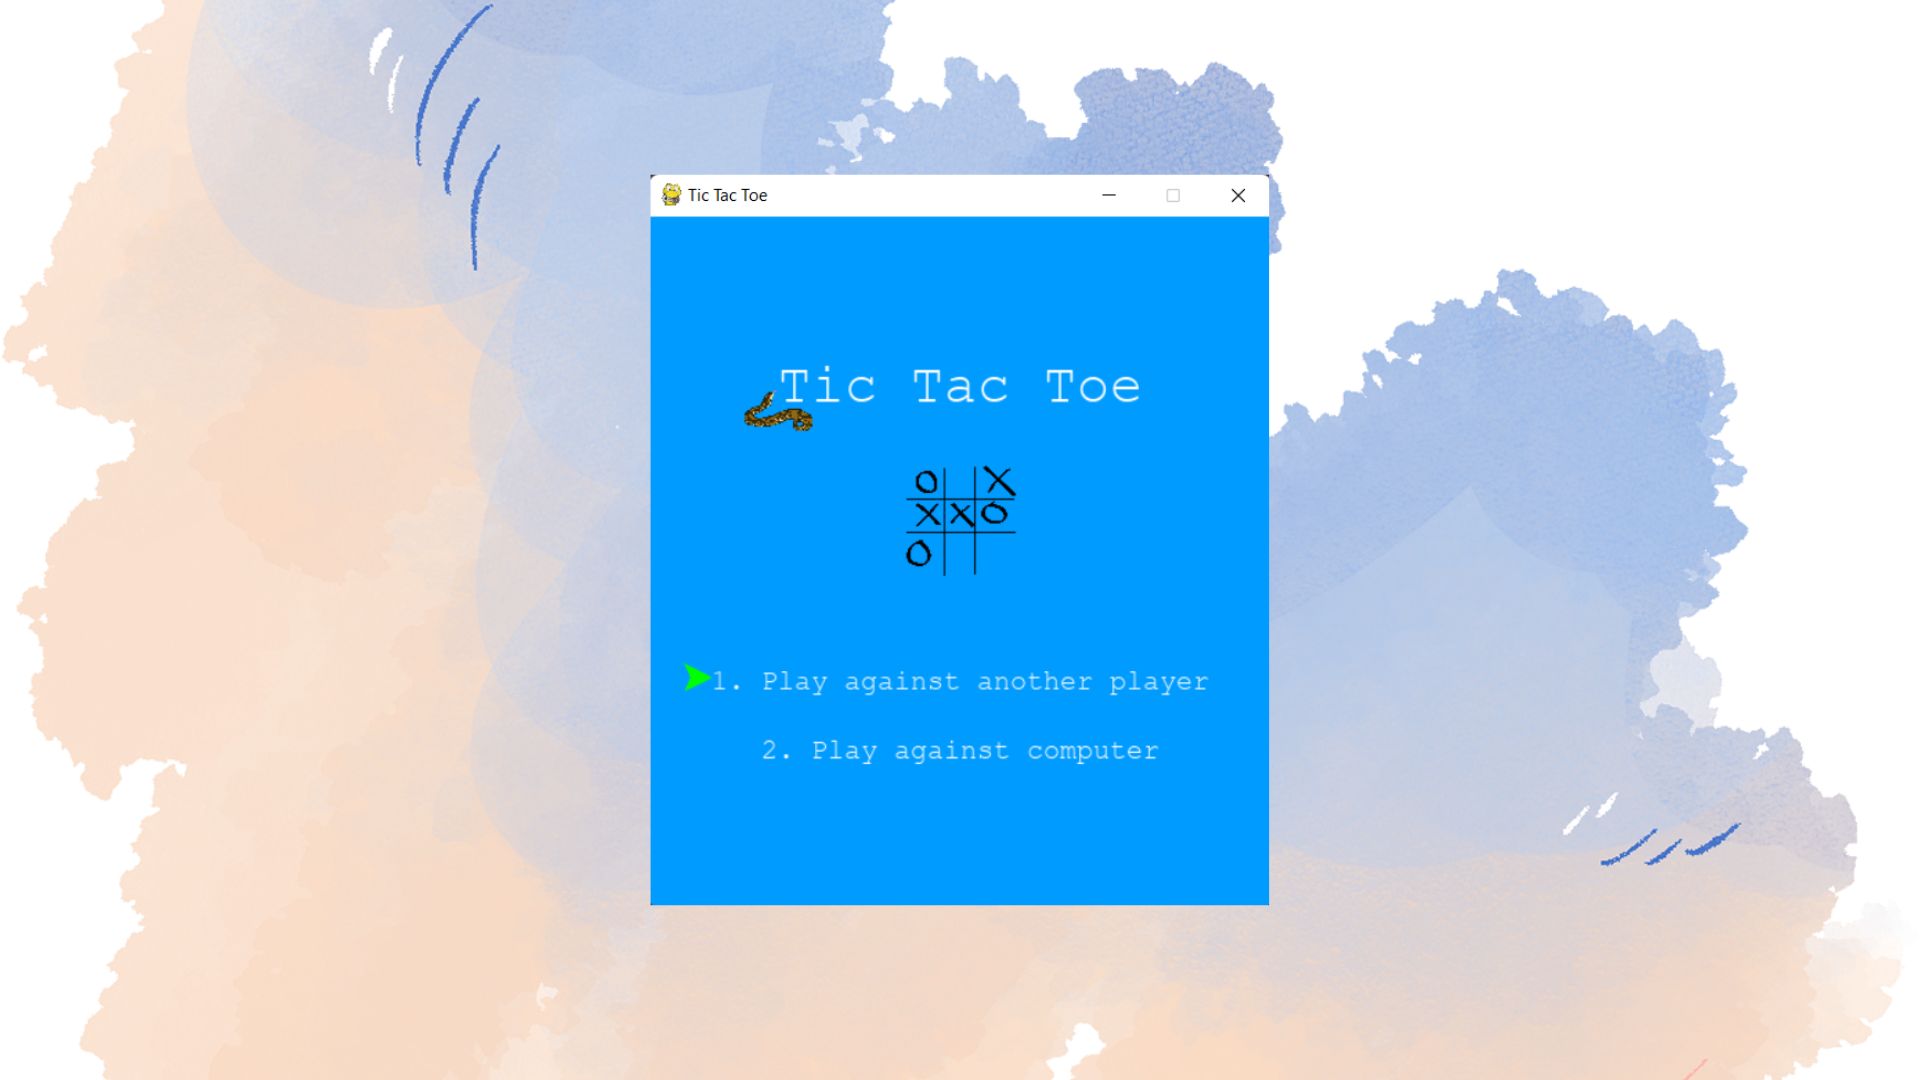 Tic Tac Toe
Tic Tac Toe
O X
X X O
O
1. Play against another player
2. Play against computer